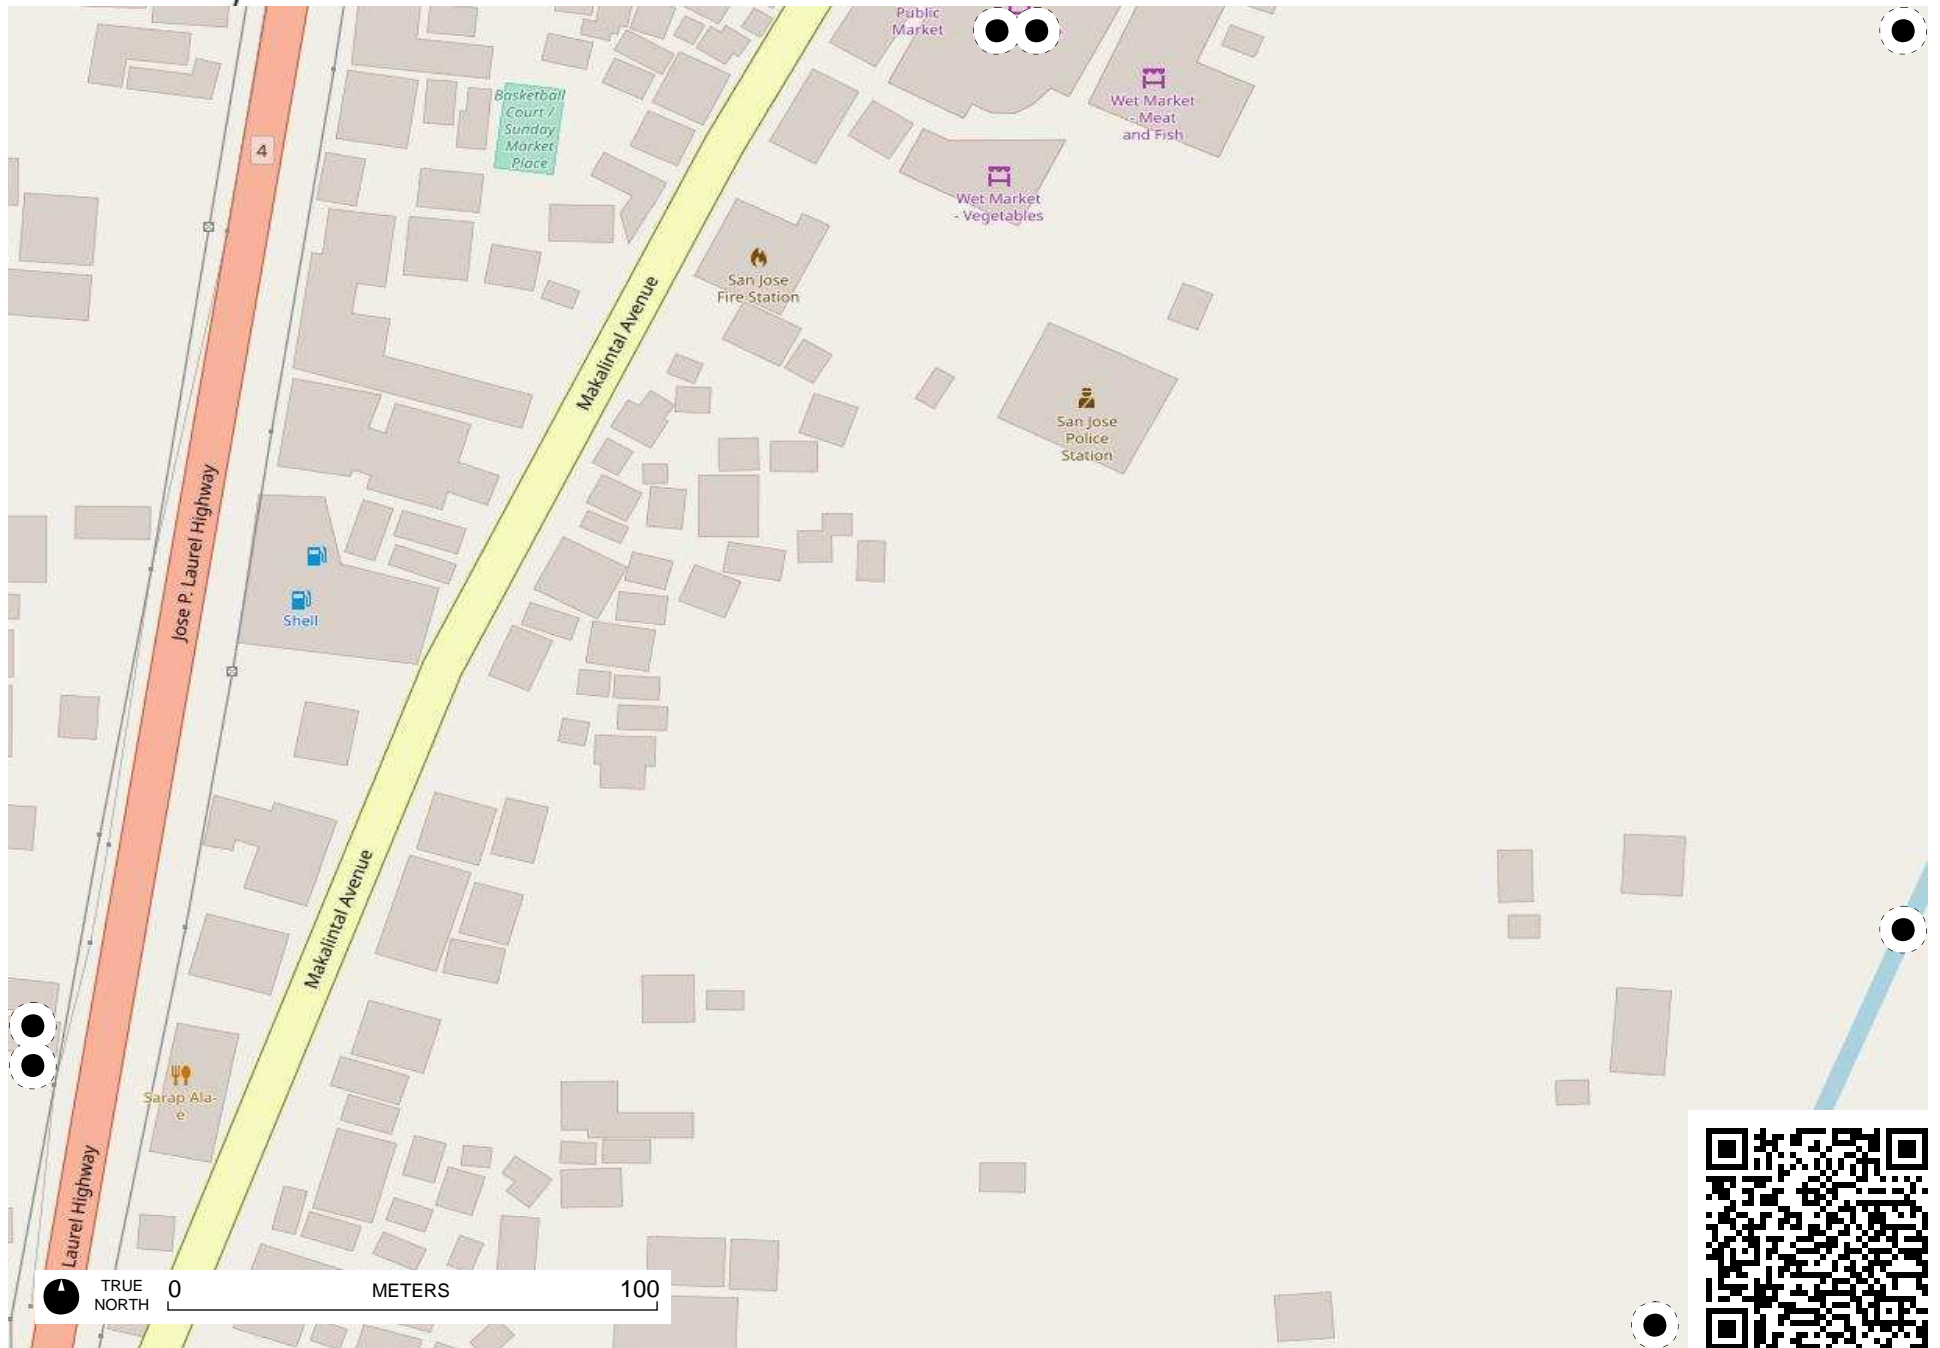 Public
Market
Wet Market
- Meat
and Fish
Basketball
Court /
Sunday
Market
Place
4
Wet Market
- Vegetables
San Jose
Fire Station
Makalintal Avenue
San Jose
Police
Station
Jose P. Laurel Highway
Shell
Makalintal Avenue
Sarap Ala-
e
Laurel Highway
TRUE
NORTH
0
METERS
100